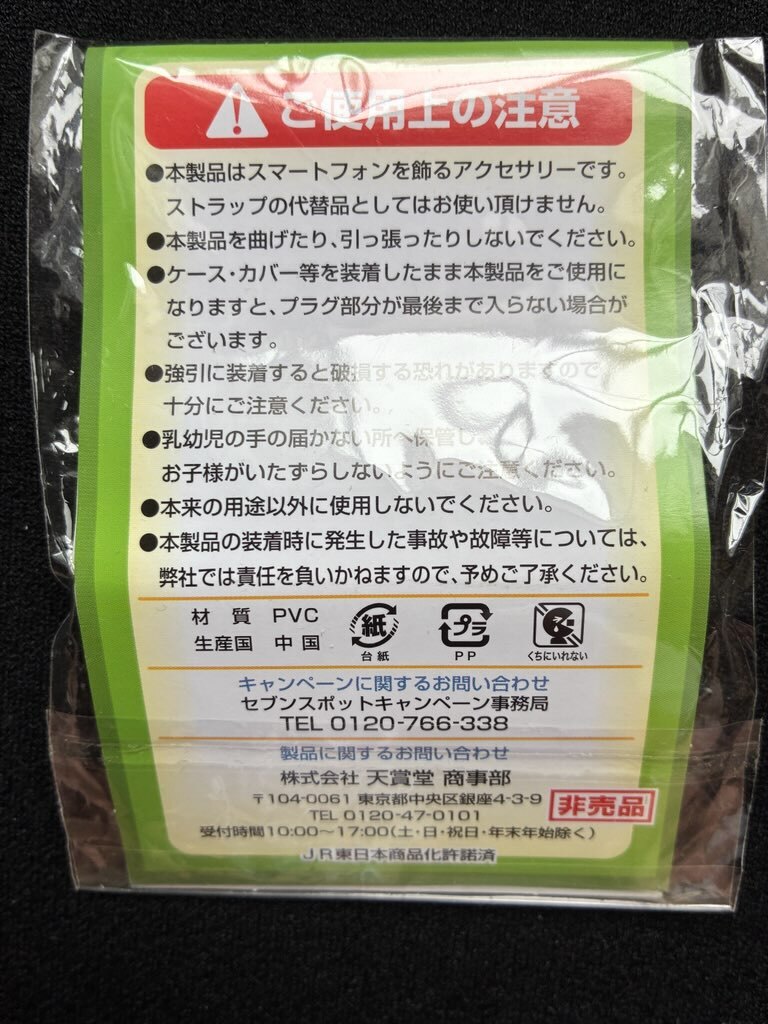 ご使用上の注意
●本製品はスマートフォンを飾るアクセサリーです。
ストラップの代替品としてはお使い頂けません。
●本製品を曲げたり、引っ張ったりしないでください。
●ケース・カバー等を装着したまま本製品をご使用に
なりますと、プラグ部分が最後まで入らない場合が
ございます。
●強引に装着すると破損する恐れがありますので
十分にご注意ください。
●乳幼児の手の届かない所へ保管し
お子様がいたずらしないようにご注意ください。
●本来の用途以外に使用しないでください。
●本製品の装着時に発生した事故や故障等については、
弊社では責任を負いかねますので、予めご了承ください。
材 質 PVC
生産国 中 国
紙
台 紙
プラ
PP
くちにいれない
キャンペーンに関するお問い合わせ
セブンスポットキャンペーン事務局
TEL 0120-766-338
製品に関するお問い合わせ
株式会社 天賞堂 商事部
〒104-0061 東京都中央区銀座4-3-9
TEL 0120-47-0101
非売品
受付時間10:00〜17:00(土・日・祝日・年末年始除く)
JR東日本商品化許諾済